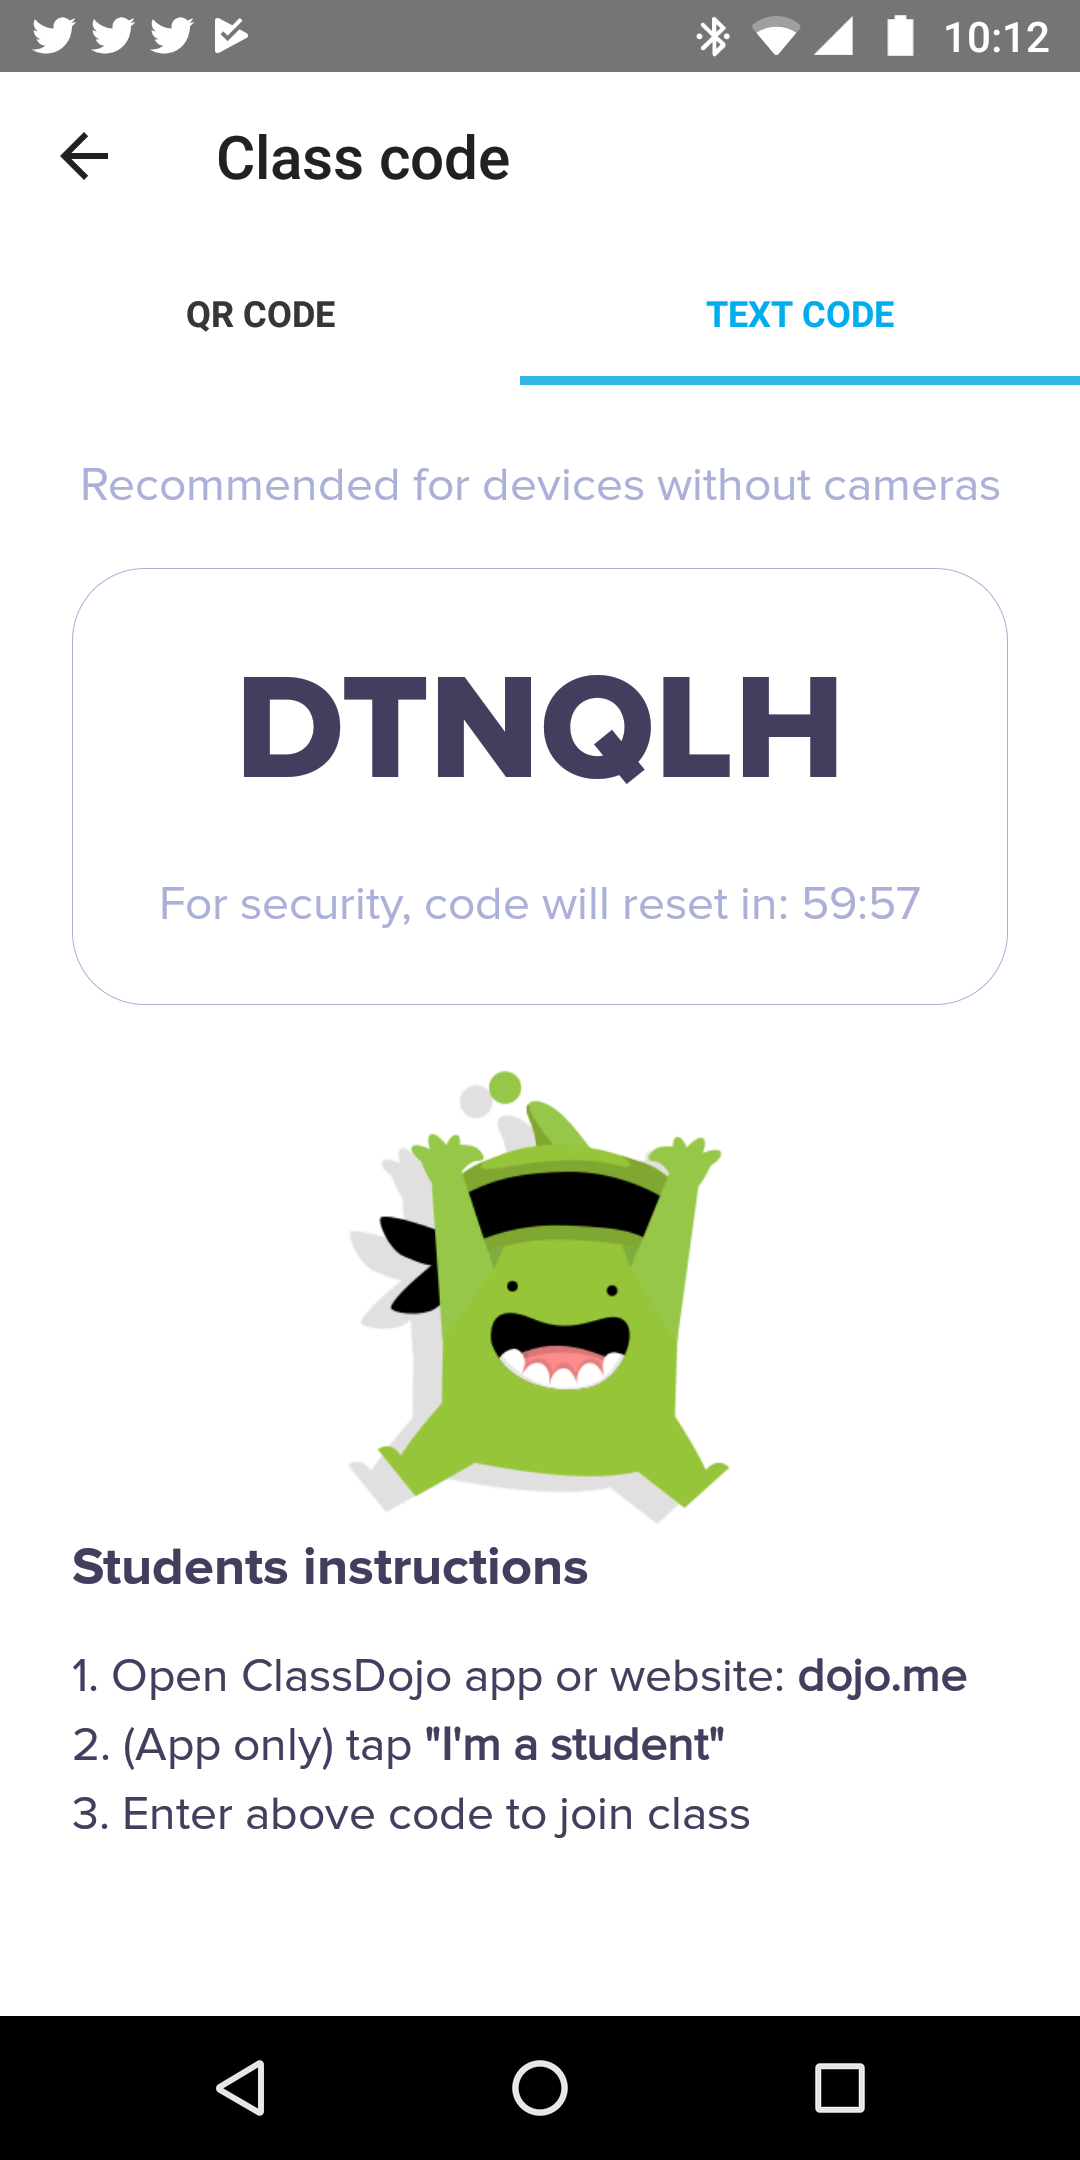 10:12
Class code
QR CODE
TEXT CODE
Recommended for devices without cameras
DTNQLH
For security, code will reset in: 59:57
Students instructions
1. Open ClassDojo app or website: dojo.me
2. (App only) tap "I'm a student"
3. Enter above code to join class